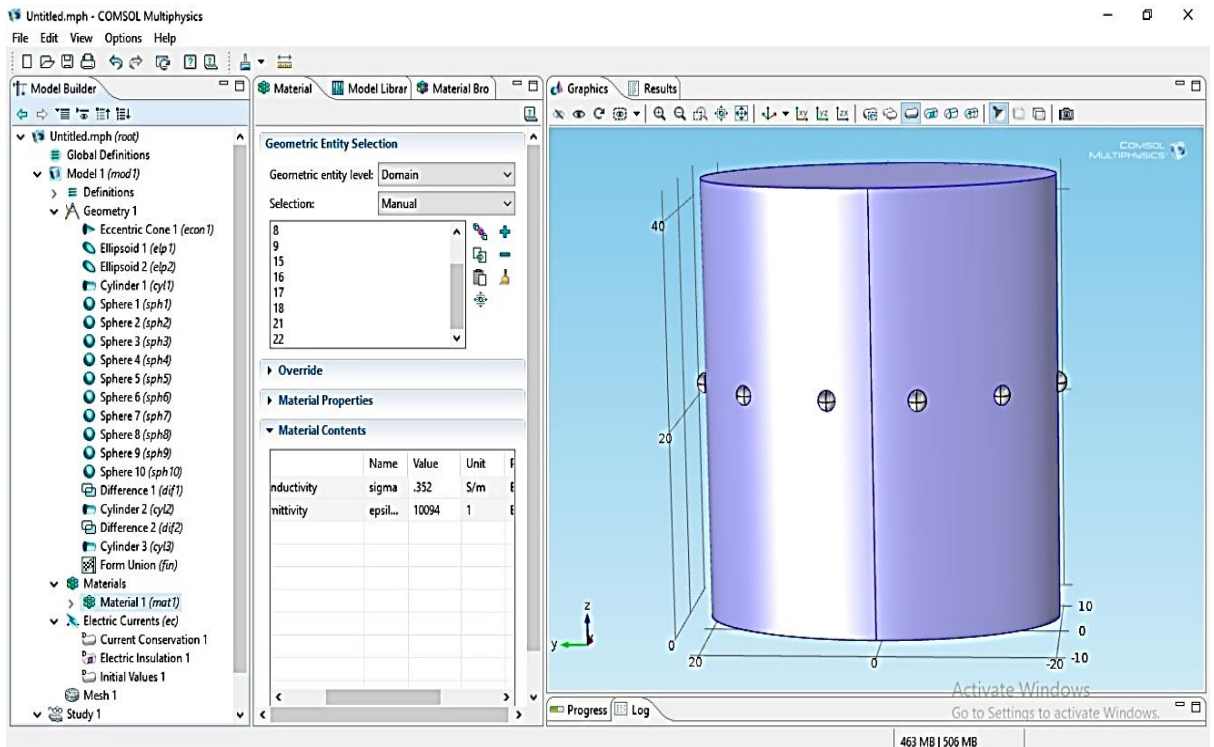 Untitled.mph - COMSOL Multiphysics
File Edit View Options Help
Model Builder
Untitled.mph (root)
Global Definitions
Model 1 (mod1)
Definitions
Geometry 1
Eccentric Cone 1 (econ1)
Ellipsoid 1 (elp1)
Ellipsoid 2 (elp2)
Cylinder 1 (cyl1)
Sphere 1 (sph1)
Sphere 2 (sph2)
Sphere 3 (sph3)
Sphere 4 (sph4)
Sphere 5 (sph5)
Sphere 6 (sph6)
Sphere 7 (sph7)
Sphere 8 (sph8)
Sphere 9 (sph9)
Sphere 10 (sph10)
Difference 1 (dif1)
Cylinder 2 (cyl2)
Difference 2 (dif2)
Cylinder 3 (cyl3)
Form Union (fin)
Materials
Material 1 (mat1)
Electric Currents (ec)
Current Conservation 1
Electric Insulation 1
Initial Values 1
Mesh 1
Study 1
Material Model Librar Material Bro
Geometric Entity Selection
Geometric entity level: Domain
Selection: Manual
8
9
15
16
17
18
21
22
Override
Material Properties
Material Contents
Name Value Unit
nductivity sigma .352 S/m
mittivity epsil... 10094 1
Graphics Results
xy yz zx
COMSOL
MULTIPHYSICS
40
20
0
z
y
20
0
-20
10
0
-10
Activate Windows
Go to Settings to activate Windows.
Progress Log
463 MB | 506 MB